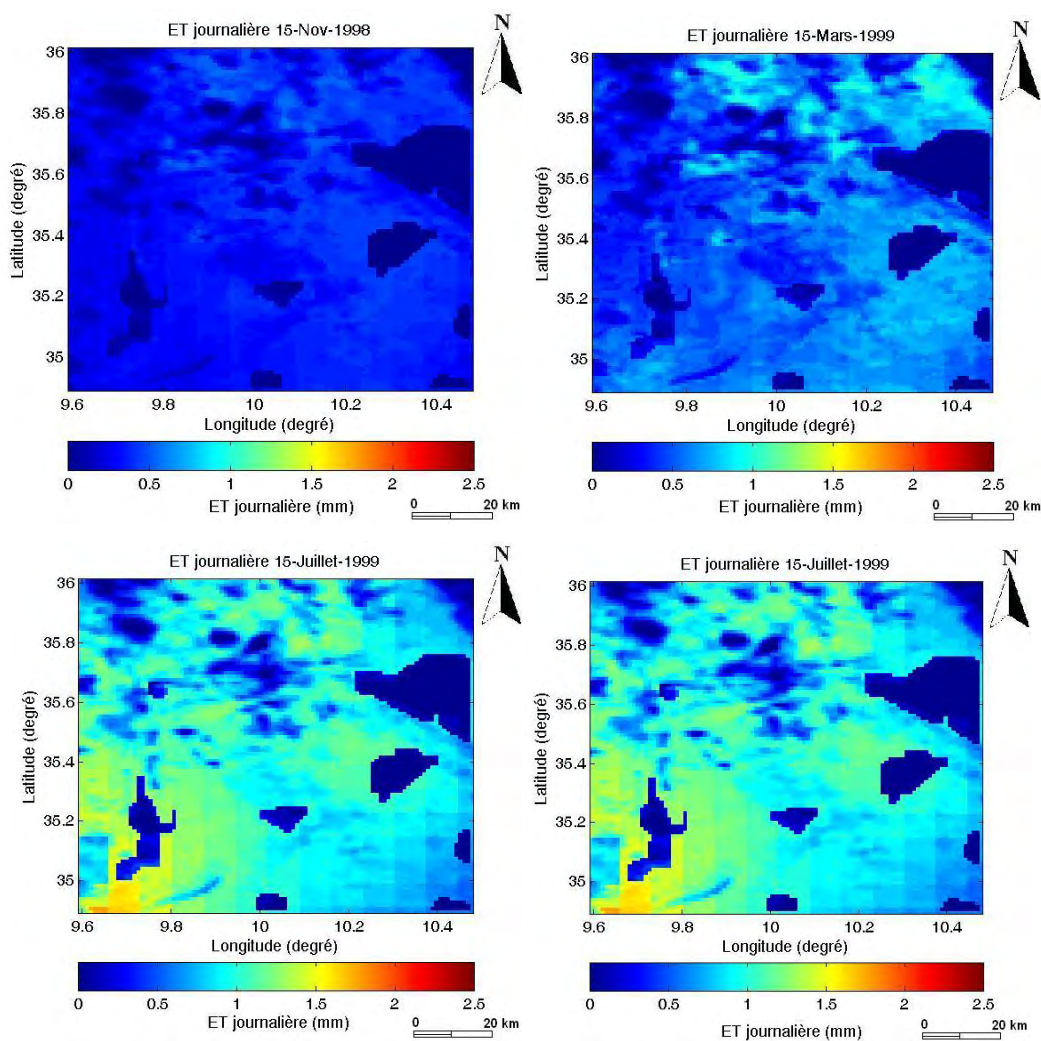 ET journalière 15-Nov-1998
N
36
35.8
35.6
35.4
35.2
35
Latitude (degré)
9.6 9.8 10 10.2 10.4
Longitude (degré)
0 0.5 1 1.5 2 2.5
ET journalière (mm)
0 20 km
ET journalière 15-Mars-1999
N
36
35.8
35.6
35.4
35.2
35
Latitude (degré)
9.6 9.8 10 10.2 10.4
Longitude (degré)
0 0.5 1 1.5 2 2.5
ET journalière (mm)
0 20 km
ET journalière 15-Juillet-1999
N
36
35.8
35.6
35.4
35.2
35
Latitude (degré)
9.6 9.8 10 10.2 10.4
Longitude (degré)
0 0.5 1 1.5 2 2.5
ET journalière (mm)
0 20 km
ET journalière 15-Juillet-1999
N
36
35.8
35.6
35.4
35.2
35
Latitude (degré)
9.6 9.8 10 10.2 10.4
Longitude (degré)
0 0.5 1 1.5 2 2.5
ET journalière (mm)
0 20 km